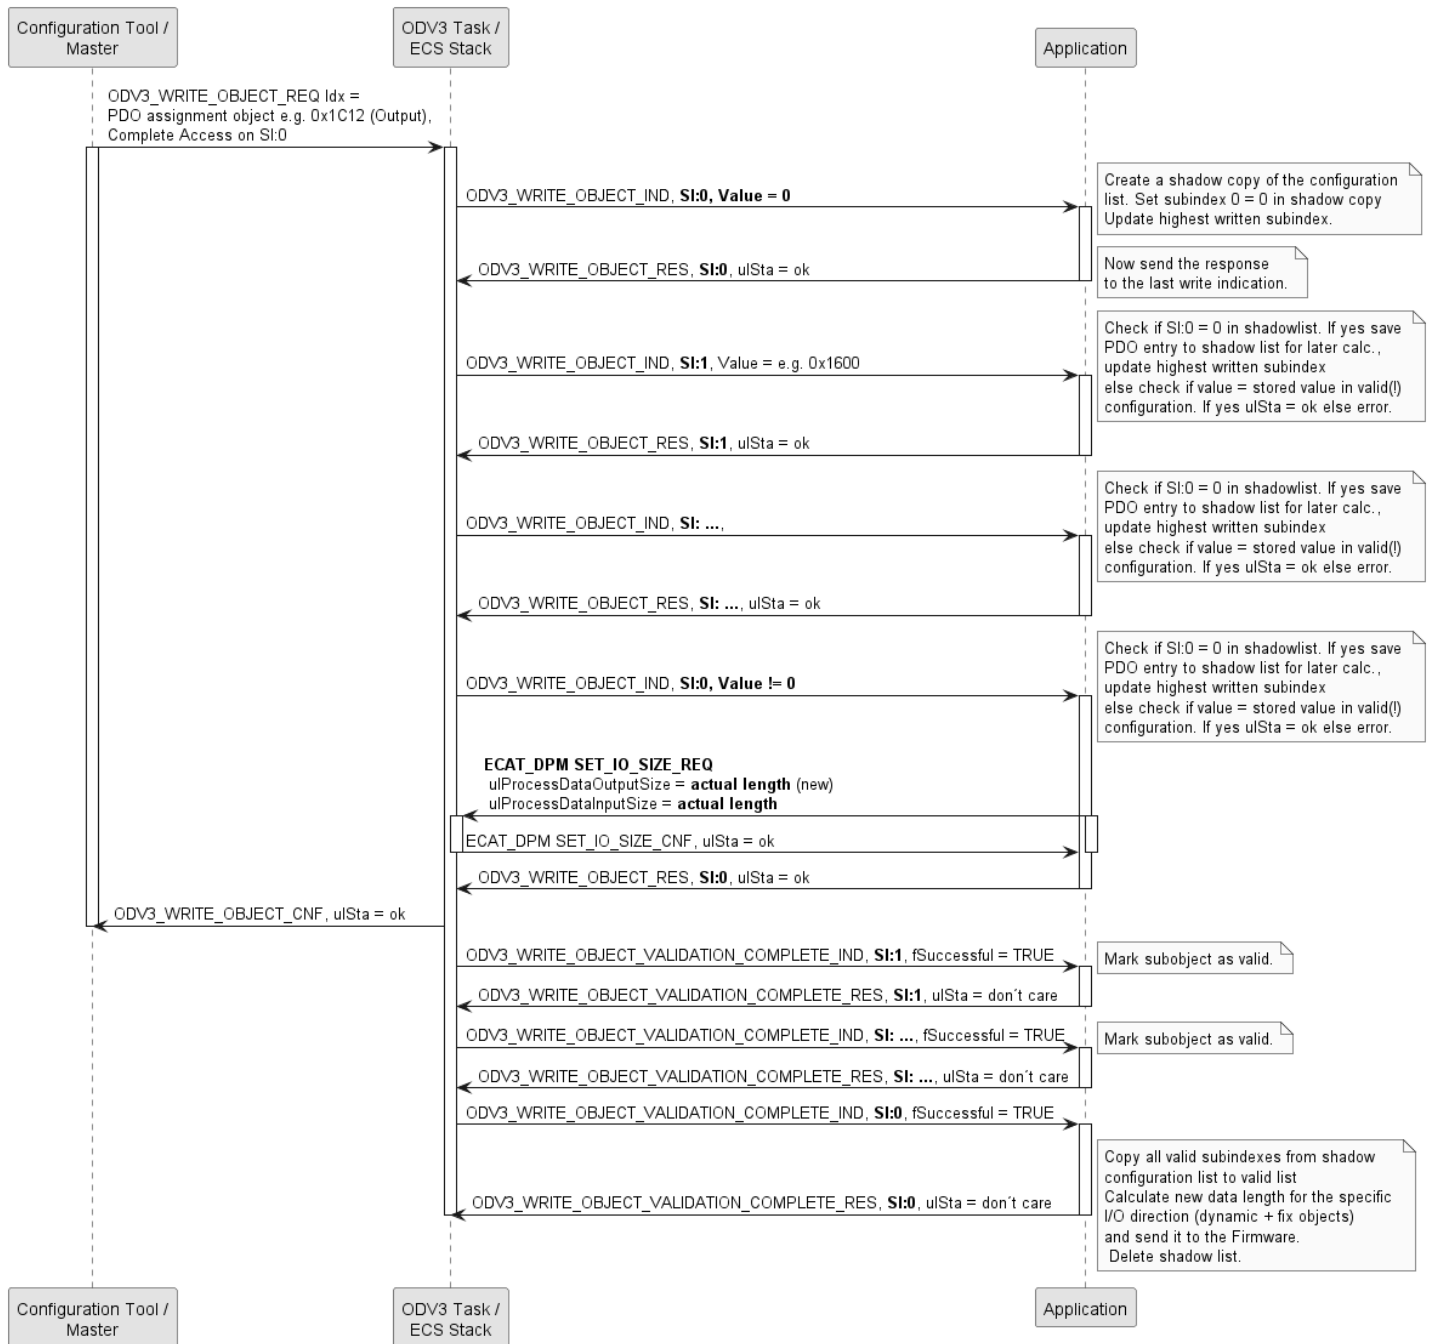 Configuration Tool /
Master
ODV3 Task /
ECS Stack
Application
ODV3_WRITE_OBJECT_REQ Idx =
PDO assignment object e.g. 0x1C12 (Output),
Complete Access on SI:0
ODV3_WRITE_OBJECT_IND, SI:0, Value = 0
Create a shadow copy of the configuration
list. Set subindex 0 = 0 in shadow copy
Update highest written subindex.
ODV3_WRITE_OBJECT_RES, SI:0, ulSta = ok
Now send the response
to the last write indication.
ODV3_WRITE_OBJECT_IND, SI:1, Value = e.g. 0x1600
Check if SI:0 = 0 in shadowlist. If yes save
PDO entry to shadow list for later calc.,
update highest written subindex
else check if value = stored value in valid(!)
configuration. If yes ulSta = ok else error.
ODV3_WRITE_OBJECT_RES, SI:1, ulSta = ok
ODV3_WRITE_OBJECT_IND, SI: ...,
Check if SI:0 = 0 in shadowlist. If yes save
PDO entry to shadow list for later calc.,
update highest written subindex
else check if value = stored value in valid(!)
configuration. If yes ulSta = ok else error.
ODV3_WRITE_OBJECT_RES, SI: ..., ulSta = ok
ODV3_WRITE_OBJECT_IND, SI:0, Value != 0
Check if SI:0 = 0 in shadowlist. If yes save
PDO entry to shadow list for later calc.,
update highest written subindex
else check if value = stored value in valid(!)
configuration. If yes ulSta = ok else error.
ECAT_DPM SET_IO_SIZE_REQ
ulProcessDataOutputSize = actual length (new)
ulProcessDataInputSize = actual length
ECAT_DPM SET_IO_SIZE_CNF, ulSta = ok
ODV3_WRITE_OBJECT_RES, SI:0, ulSta = ok
ODV3_WRITE_OBJECT_CNF, ulSta = ok
ODV3_WRITE_OBJECT_VALIDATION_COMPLETE_IND, SI:1, fSuccessful = TRUE
Mark subobject as valid.
ODV3_WRITE_OBJECT_VALIDATION_COMPLETE_RES, SI:1, ulSta = don´t care
ODV3_WRITE_OBJECT_VALIDATION_COMPLETE_IND, SI: ..., fSuccessful = TRUE
Mark subobject as valid.
ODV3_WRITE_OBJECT_VALIDATION_COMPLETE_RES, SI: ..., ulSta = don´t care
ODV3_WRITE_OBJECT_VALIDATION_COMPLETE_IND, SI:0, fSuccessful = TRUE
Copy all valid subindexes from shadow
configuration list to valid list
Calculate new data length for the specific
I/O direction (dynamic + fix objects)
and send it to the Firmware.
Delete shadow list.
ODV3_WRITE_OBJECT_VALIDATION_COMPLETE_RES, SI:0, ulSta = don´t care
Configuration Tool /
Master
ODV3 Task /
ECS Stack
Application